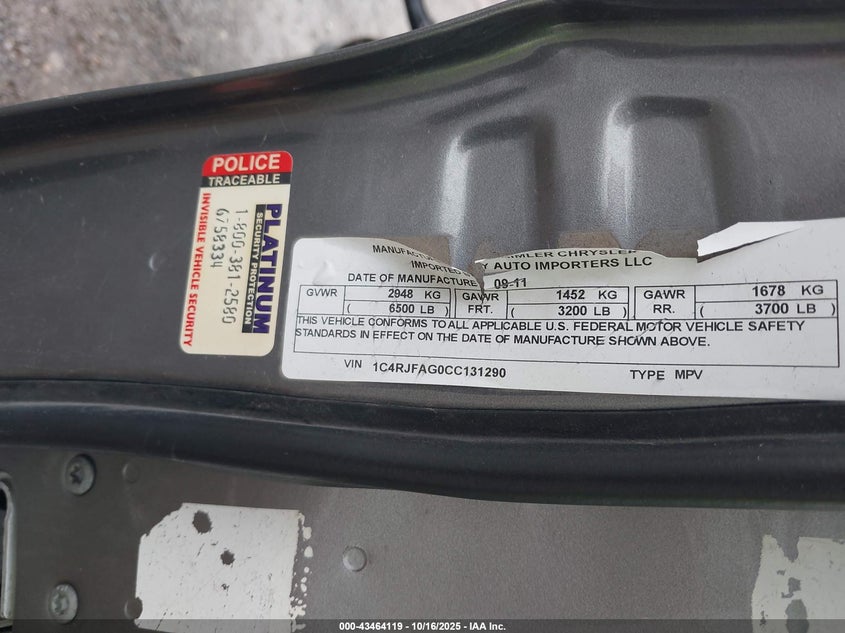 POLICE
TRACEABLE
PLATINUM
SECURITY PROTECTION
1-800-381-2580
6758334
INVISIBLE VEHICLE SECURITY
CHRYSLER
IMPORTED Y AUTO IMPORTERS LLC
DATE OF MANUFACTURE 09-11
GVWR 2948 KG GAWR 1452 KG GAWR 1678 KG
( 6500 LB ) FRT. ( 3200 LB ) RR. ( 3700 LB )
THIS VEHICLE CONFORMS TO ALL APPLICABLE U.S. FEDERAL MOTOR VEHICLE SAFETY
STANDARDS IN EFFECT ON THE DATE OF MANUFACTURE SHOWN ABOVE.
VIN 1C4RJFAG0CC131290 TYPE MPV
000-43464119 - 10/16/2025 - IAA Inc.